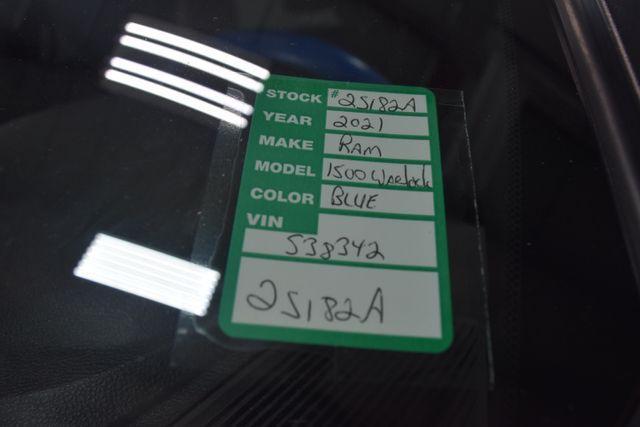 STOCK #25182A
YEAR 2021
MAKE RAM
MODEL 1500 Warlock
COLOR BLUE
VIN
538342
25182A